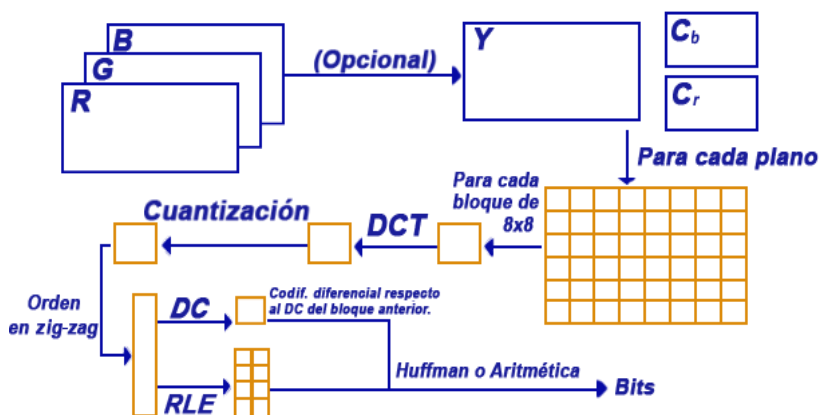 B
G
R
(Opcional)
Y
Cb
Cr
Para cada plano
Para cada
bloque de
8x8
DCT
Cuantización
Orden
en zig-zag
DC
Codif. diferencial respecto
al DC del bloque anterior.
RLE
Huffman o Aritmética
Bits